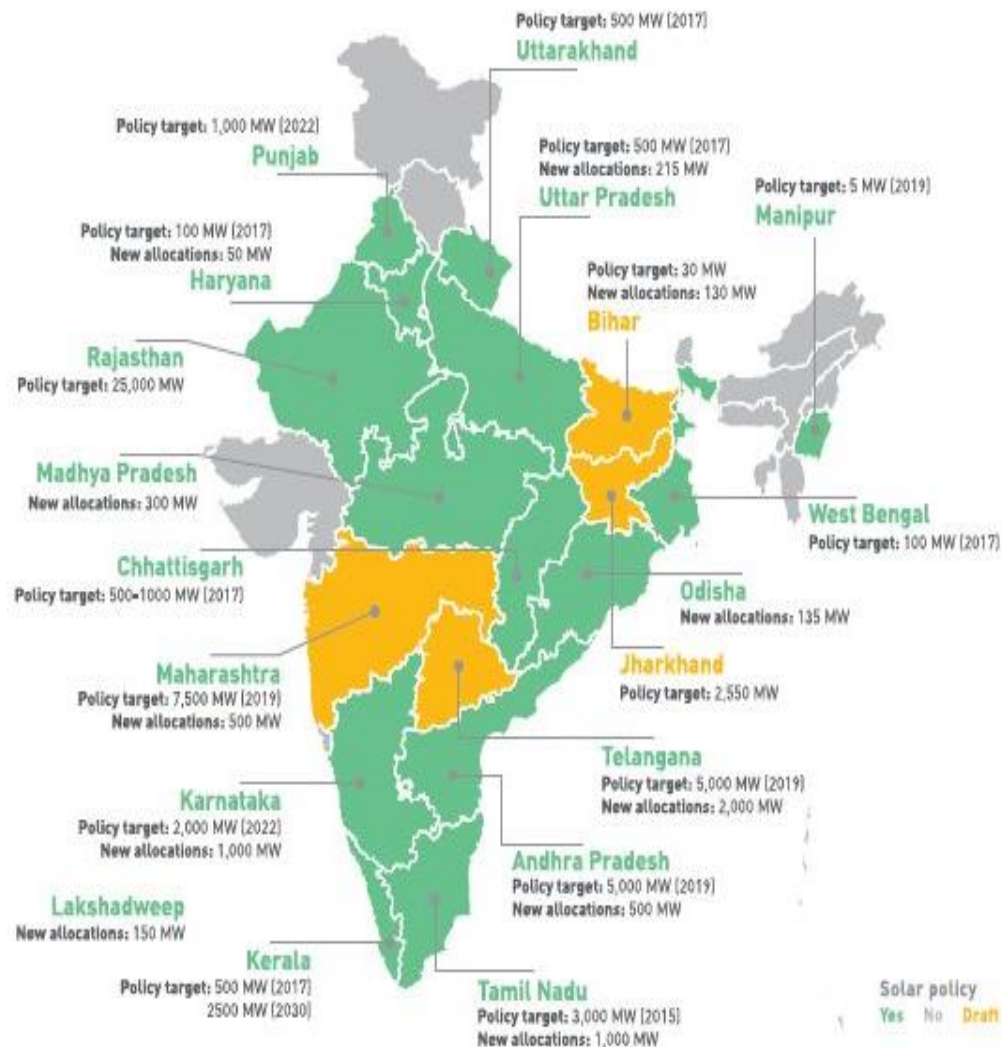 Policy target: 500 MW (2017)
Uttarakhand
Policy target: 1,000 MW (2022)
Punjab
Policy target: 500 MW (2017)
New allocations: 215 MW
Uttar Pradesh
Policy target: 5 MW (2019)
Manipur
Policy target: 100 MW (2017)
New allocations: 50 MW
Haryana
Policy target: 30 MW
New allocations: 130 MW
Bihar
Rajasthan
Policy target: 25,000 MW
Madhya Pradesh
New allocations: 300 MW
West Bengal
Policy target: 100 MW (2017)
Chhattisgarh
Policy target: 500-1000 MW (2017)
Odisha
New allocations: 135 MW
Jharkhand
Policy target: 2,550 MW
Maharashtra
Policy target: 7,500 MW (2019)
New allocations: 500 MW
Telangana
Policy target: 5,000 MW (2019)
New allocations: 2,000 MW
Karnataka
Policy target: 2,000 MW (2022)
New allocations: 1,000 MW
Andhra Pradesh
Policy target: 5,000 MW (2019)
New allocations: 500 MW
Lakshadweep
New allocations: 150 MW
Kerala
Policy target: 500 MW (2017)
2500 MW (2030)
Tamil Nadu
Policy target: 3,000 MW (2015)
New allocations: 1,000 MW
Solar policy
Yes No Draft